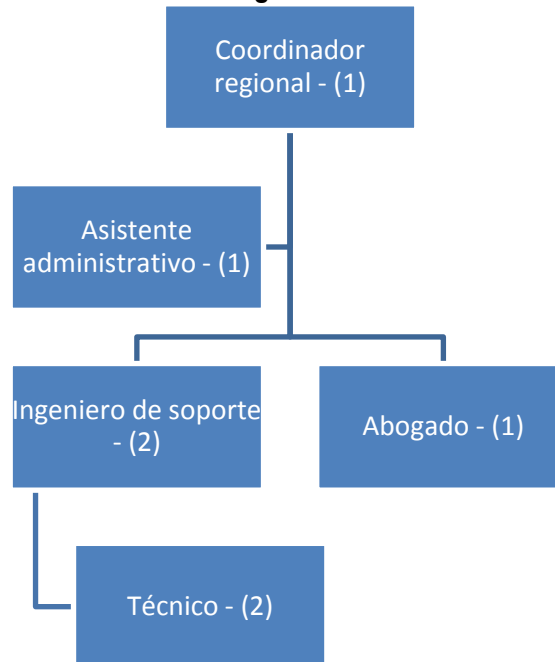 Coordinador
regional - (1)
Asistente
administrativo - (1)
Ingeniero de soporte
- (2)
Abogado - (1)
Técnico - (2)